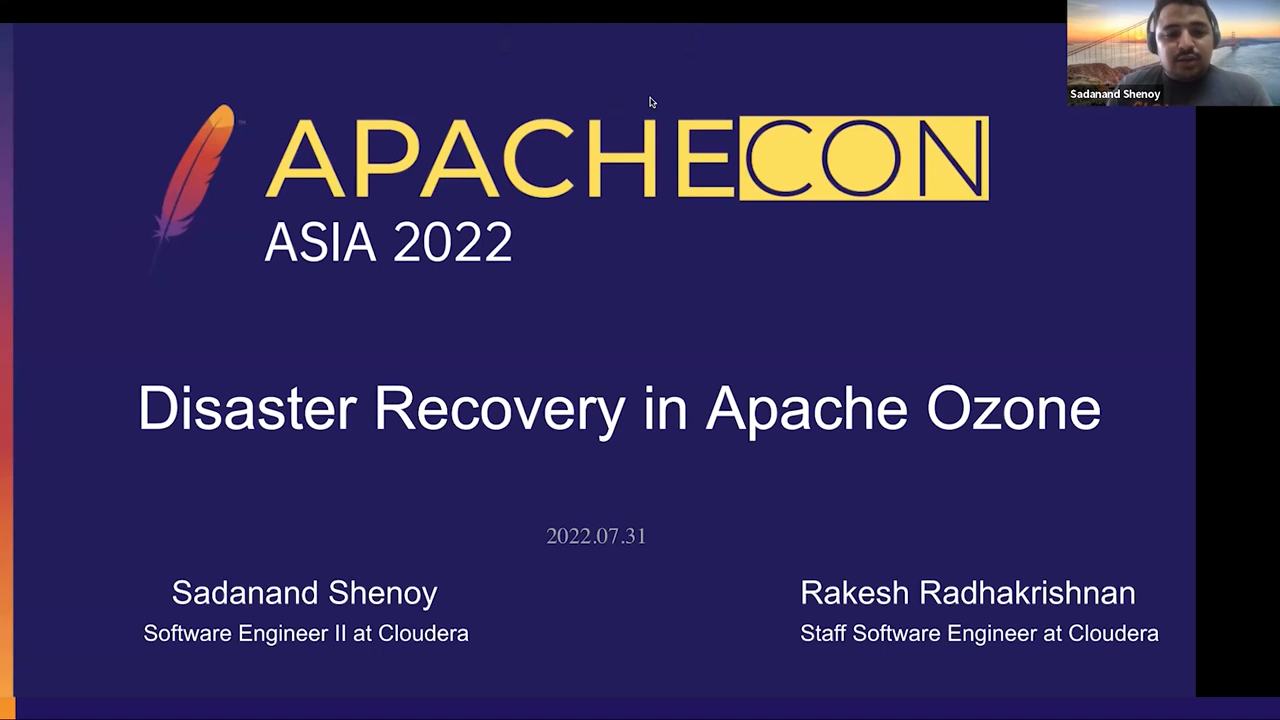 APACHECON
ASIA 2022
Sadanand Shenoy
Disaster Recovery in Apache Ozone
2022.07.31
Sadanand Shenoy
Software Engineer II at Cloudera
Rakesh Radhakrishnan
Staff Software Engineer at Cloudera